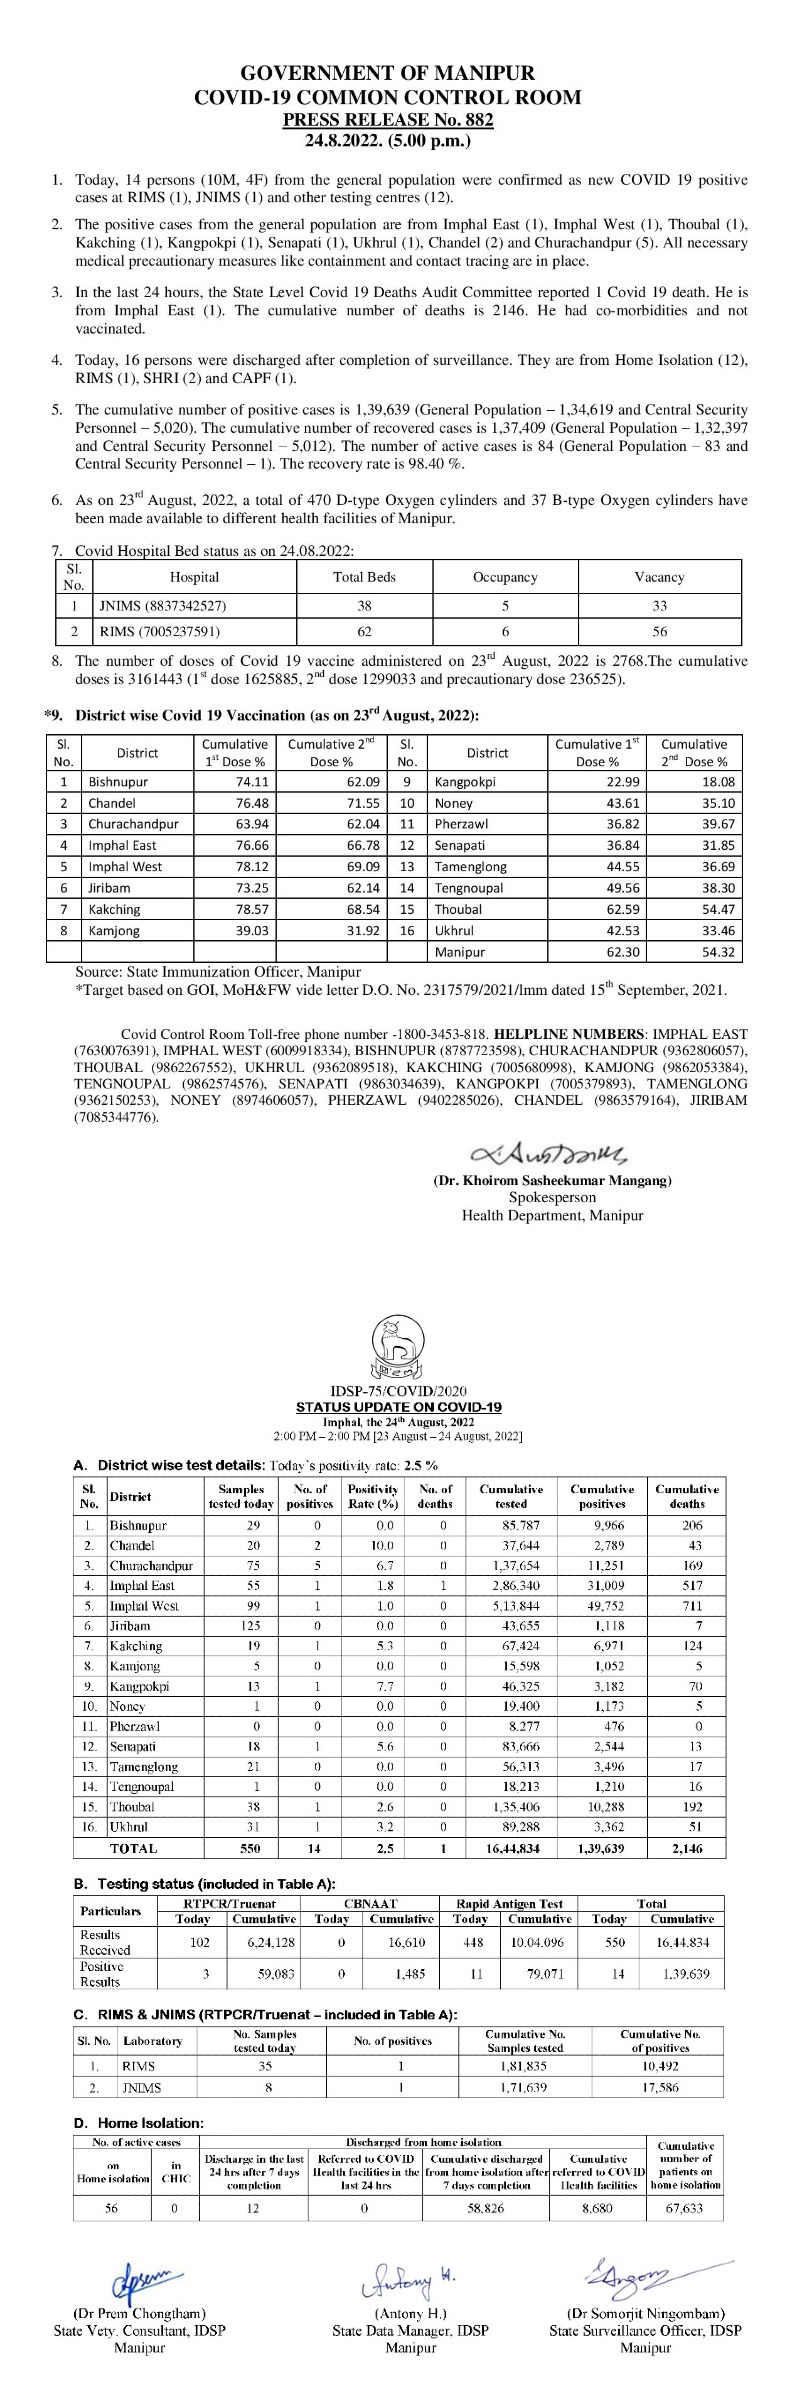 GOVERNMENT OF MANIPUR
COVID-19 COMMON CONTROL ROOM
PRESS RELEASE No. 882
24.8.2022. (5.00 p.m.)
1. Today, 14 persons (10M, 4F) from the general population were confirmed as new COVID 19 positive
cases at RIMS (1), JNIMS (1) and other testing centres (12).
2. The positive cases from the general population are from Imphal East (1), Imphal West (1), Thoubal (1),
Kakching (1), Kangpokpi (1), Senapati (1), Ukhrul (1), Chandel (2) and Churachandpur (5). All necessary
medical precautionary measures like containment and contact tracing are in place.
3. In the last 24 hours, the State Level Covid 19 Deaths Audit Committee reported 1 Covid 19 death. He is
from Imphal East (1). The cumulative number of deaths is 2146. He had co-morbidities and not
vaccinated.
4. Today, 16 persons were discharged after completion of surveillance. They are from Home Isolation (12),
RIMS (1), SHRI (2) and CAPF (1).
5. The cumulative number of positive cases is 1,39,639 (General Population – 1,34,619 and Central Security
Personnel – 5,020). The cumulative number of recovered cases is 1,37,409 (General Population – 1,32,397
and Central Security Personnel – 5,012). The number of active cases is 84 (General Population – 83 and
Central Security Personnel – 1). The recovery rate is 98.40 %.
6. As on 23rd August, 2022, a total of 470 D-type Oxygen cylinders and 37 B-type Oxygen cylinders have
been made available to different health facilities of Manipur.
7. Covid Hospital Bed status as on 24.08.2022:
Sl. No. Hospital Total Beds Occupancy Vacancy
1 JNIMS (8837342527) 38 5 33
2 RIMS (7005237591) 62 6 56
8. The number of doses of Covid 19 vaccine administered on 23rd August, 2022 is 2768.The cumulative
doses is 3161443 (1st dose 1625885, 2nd dose 1299033 and precautionary dose 236525).
*9. District wise Covid 19 Vaccination (as on 23rd August, 2022):
Sl. No. District Cumulative 1st Dose % Cumulative 2nd Dose % Sl. No. District Cumulative 1st Dose % Cumulative 2nd Dose %
1 Bishnupur 74.11 62.09 9 Kangpokpi 22.99 18.08
2 Chandel 76.48 71.55 10 Noney 43.61 35.10
3 Churachandpur 63.94 62.04 11 Pherzawl 36.82 39.67
4 Imphal East 76.66 66.78 12 Senapati 36.84 31.85
5 Imphal West 78.12 69.09 13 Tamenglong 44.55 36.69
6 Jiribam 73.25 62.14 14 Tengnoupal 49.56 38.30
7 Kakching 78.57 68.54 15 Thoubal 62.59 54.47
8 Kamjong 39.03 31.92 16 Ukhrul 42.53 33.46
Manipur 62.30 54.32
Source: State Immunization Officer, Manipur
*Target based on GOI, MoH&FW vide letter D.O. No. 2317579/2021/Imm dated 15th September, 2021.
Covid Control Room Toll-free phone number -1800-3453-818. HELPLINE NUMBERS: IMPHAL EAST
(7630076391), IMPHAL WEST (6009918334), BISHNUPUR (8787723598), CHURACHANDPUR (9362806057),
THOUBAL (9862267552), UKHRUL (9362089518), KAKCHING (7005680998), KAMJONG (9862053384),
TENGNOUPAL (9862574576), SENAPATI (9863034639), KANGPOKPI (7005379893), TAMENGLONG
(9362150253), NONEY (8974606057), PHERZAWL (9402285026), CHANDEL (9863579164), JIRIBAM
(7085344776).
(Dr. Khoirom Sasheekumar Mangang)
Spokesperson
Health Department, Manipur
IDSP-75/COVID/2020
STATUS UPDATE ON COVID-19
Imphal, the 24th August, 2022
2:00 PM – 2:00 PM [23 August – 24 August, 2022]
A. District wise test details: Today's positivity rate: 2.5 %
Sl. No. District Samples tested today No. of positives Positivity Rate (%) No. of deaths Cumulative tested Cumulative positives Cumulative deaths
1. Bishnupur 29 0 0.0 0 85,787 9,966 206
2. Chandel 20 2 10.0 0 37,644 2,789 43
3. Churachandpur 75 5 6.7 0 1,37,654 11,251 169
4. Imphal East 55 1 1.8 1 2,86,340 31,009 517
5. Imphal West 99 1 1.0 0 5,13,844 49,752 711
6. Jiribam 125 0 0.0 0 43,655 1,118 7
7. Kakching 19 1 5.3 0 67,424 6,971 124
8. Kamjong 5 0 0.0 0 15,598 1,052 5
9. Kangpokpi 13 1 7.7 0 46,325 3,182 70
10. Noney 1 0 0.0 0 19,400 1,173 5
11. Pherzawl 0 0 0.0 0 8,277 476 0
12. Senapati 18 1 5.6 0 83,666 2,544 13
13. Tamenglong 21 0 0.0 0 56,313 3,496 17
14. Tengnoupal 1 0 0.0 0 18,213 1,210 16
15. Thoubal 38 1 2.6 0 1,35,406 10,288 192
16. Ukhrul 31 1 3.2 0 89,288 3,362 51
TOTAL 550 14 2.5 1 16,44,834 1,39,639 2,146
B. Testing status (included in Table A):
Particulars RTPCR/Truenat CBNAAT Rapid Antigen Test Total
Today Cumulative Today Cumulative Today Cumulative Today Cumulative
Results Received 102 6,24,128 0 16,610 448 10,04,096 550 16,44,834
Positive Results 3 59,083 0 1,485 11 79,071 14 1,39,639
C. RIMS & JNIMS (RTPCR/Truenat – included in Table A):
Sl. No. Laboratory No. Samples tested today No. of positives Cumulative No. Samples tested Cumulative No. of positives
1. RIMS 35 1 1,81,835 10,492
2. JNIMS 8 1 1,71,639 17,586
D. Home Isolation:
No. of active cases Discharged from home isolation Cumulative number of patients on home isolation
on Home isolation in CHIC Discharge in the last 24 hrs after 7 days completion Referred to COVID Health facilities in the last 24 hrs Cumulative discharged from home isolation after 7 days completion Cumulative referred to COVID Health facilities
56 0 12 0 58,826 8,680 67,633
Antony H.
(Dr Prem Chongtham) (Antony H.) (Dr Somorjit Ningombam)
State Vety. Consultant, IDSP State Data Manager, IDSP State Surveillance Officer, IDSP
Manipur Manipur Manipur